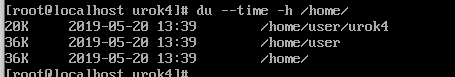 [root@localhost urok4]# du --time -h /home/
20K 2019-05-20 13:39 /home/user/urok4
36K 2019-05-20 13:39 /home/user
36K 2019-05-20 13:39 /home/
[root@localhost urok4]#